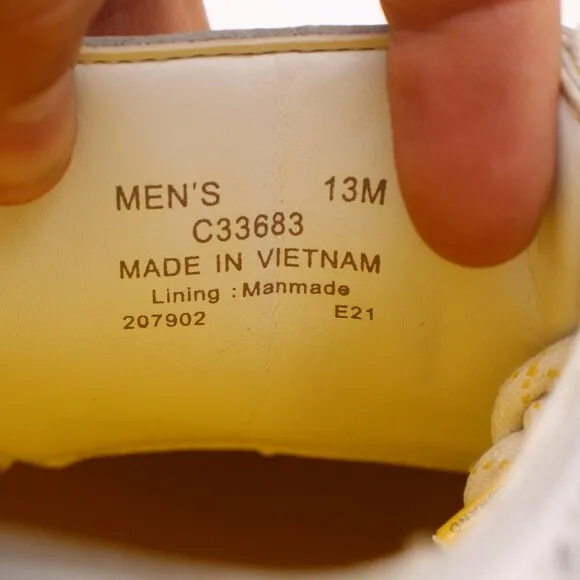 MEN'S 13M
C33683
MADE IN VIETNAM
Lining : Manmade
207902 E21